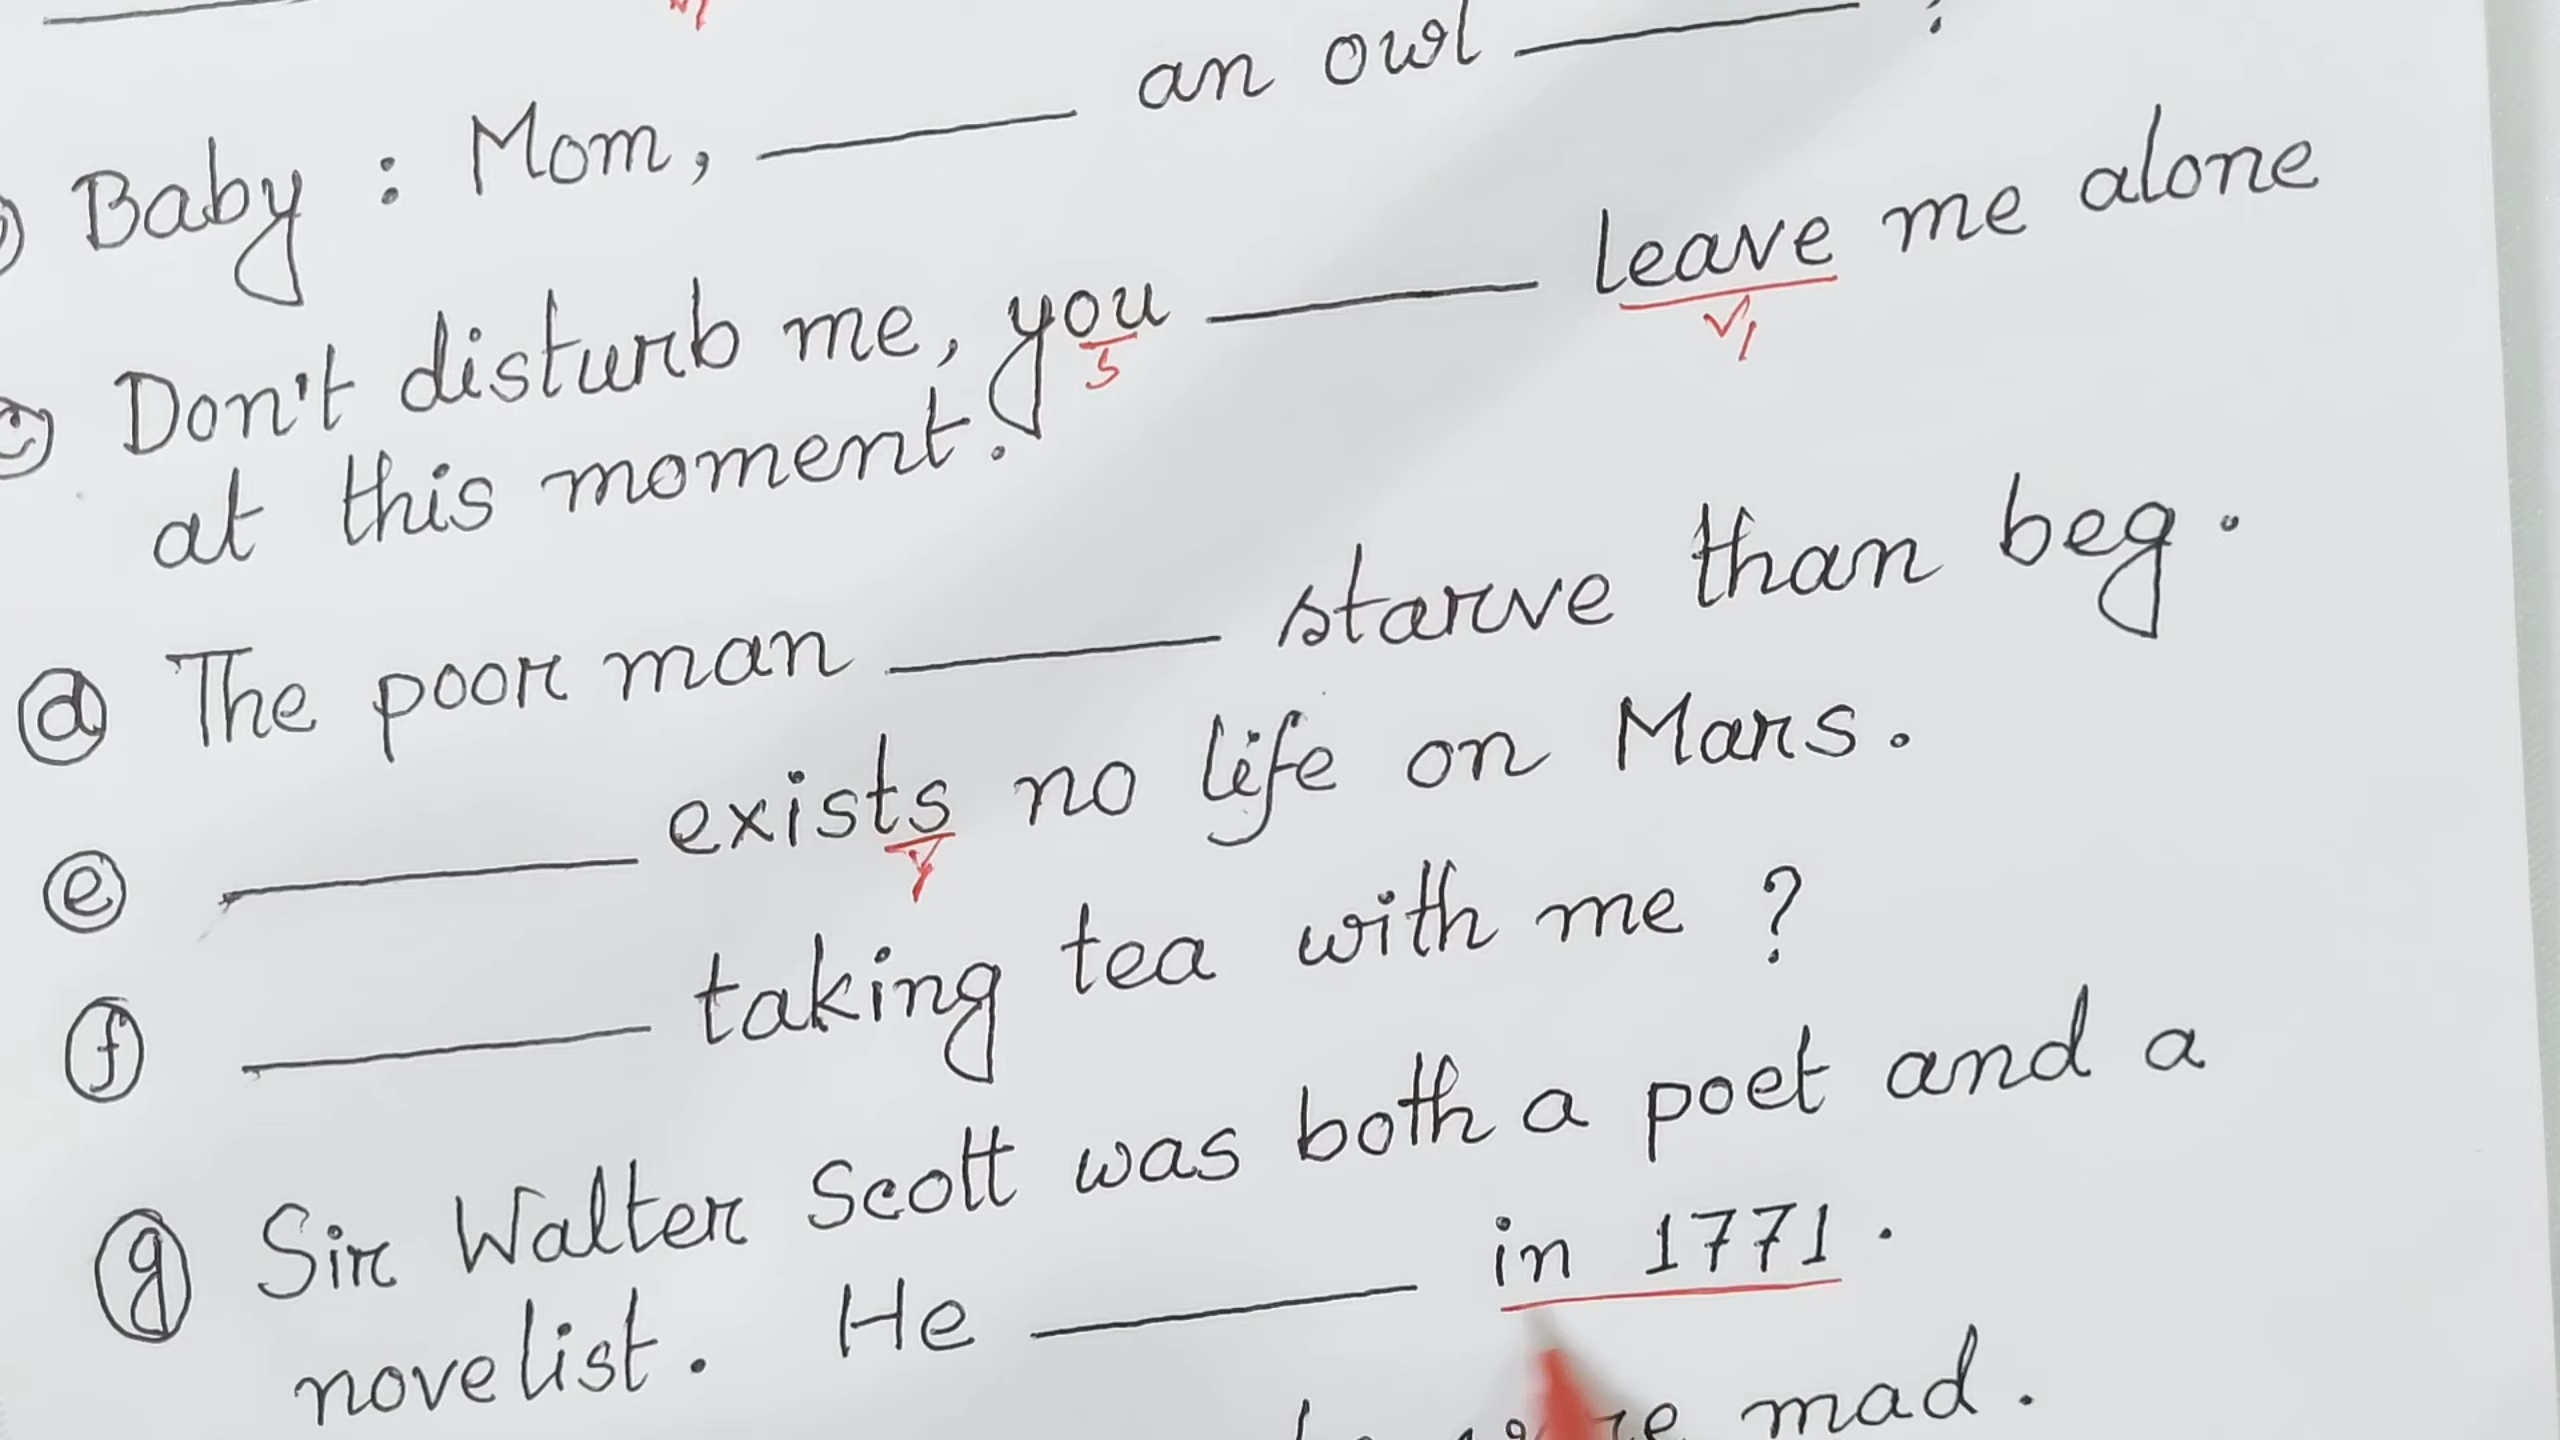 Baby : Mom, ______ an owl ______ ?
Don't disturb me, you ______ leave me alone
S V1
at this moment.
ⓓ The poor man ______ starve than beg.
ⓔ ______ exists no life on Mars.
V
ⓕ ______ taking tea with me ?
ⓖ Sir Walter Scott was both a poet and a
novelist. He ______ in 1771.
mad.